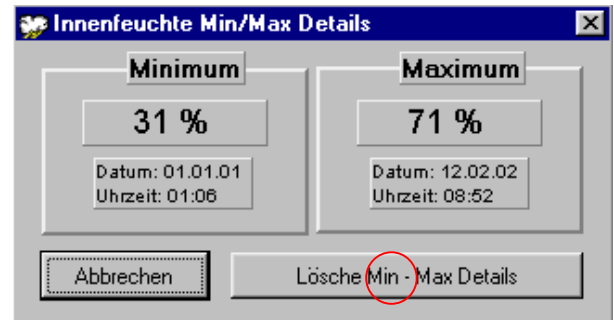 Innenfeuchte Min/Max Details
Minimum
31 %
Datum: 01.01.01
Uhrzeit: 01:06
Maximum
71 %
Datum: 12.02.02
Uhrzeit: 08:52
Abbrechen
Lösche Min - Max Details